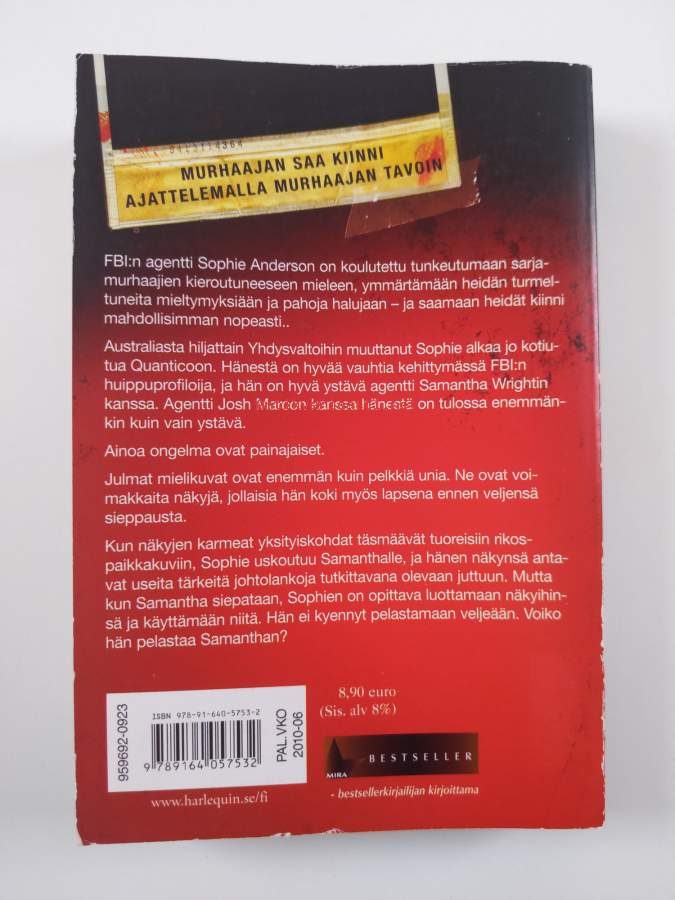 8413114364
MURHAAJAN SAA KIINNI
AJATTELEMALLA MURHAAJAN TAVOIN
FBI:n agentti Sophie Anderson on koulutettu tunkeutumaan sarja-
murhaajien kieroutuneeseen mieleen, ymmärtämään heidän turmel-
tuneita mieltymyksiään ja pahoja halujaan – ja saamaan heidät kiinni
mahdollisimman nopeasti..
Australiasta hiljattain Yhdysvaltoihin muuttanut Sophie alkaa jo kotiu-
tua Quanticoon. Hänestä on hyvää vauhtia kehittymässä FBI:n
huippuprofiloija, ja hän on hyvä ystävä agentti Samantha Wrightin
kanssa. Agentti Josh Marcon kanssa hänestä on tulossa enemmän-
kin kuin vain ystävä.
Ainoa ongelma ovat painajaiset.
Julmat mielikuvat ovat enemmän kuin pelkkiä unia. Ne ovat voi-
makkaita näkyjä, jollaisia hän koki myös lapsena ennen veljensä
sieppausta.
Kun näkyjen karmeat yksityiskohdat täsmäävät tuoreisiin rikos-
paikkakuviin, Sophie uskoutuu Samanthalle, ja hänen näkynsä anta-
vat useita tärkeitä johtolankoja tutkittavana olevaan juttuun. Mutta
kun Samantha siepataan, Sophien on opittava luottamaan näkyihin-
sä ja käyttämään niitä. Hän ei kyennyt pelastamaan veljeään. Voiko
hän pelastaa Samanthan?
959692-0923
ISBN 978-91-640-5753-2
9 789164 057532
PAL.VKO
2010-06
www.harlequin.se/fi
8,90 euro
(Sis. alv 8%)
MIRA
BESTSELLER
- bestsellerkirjailijan kirjoittama